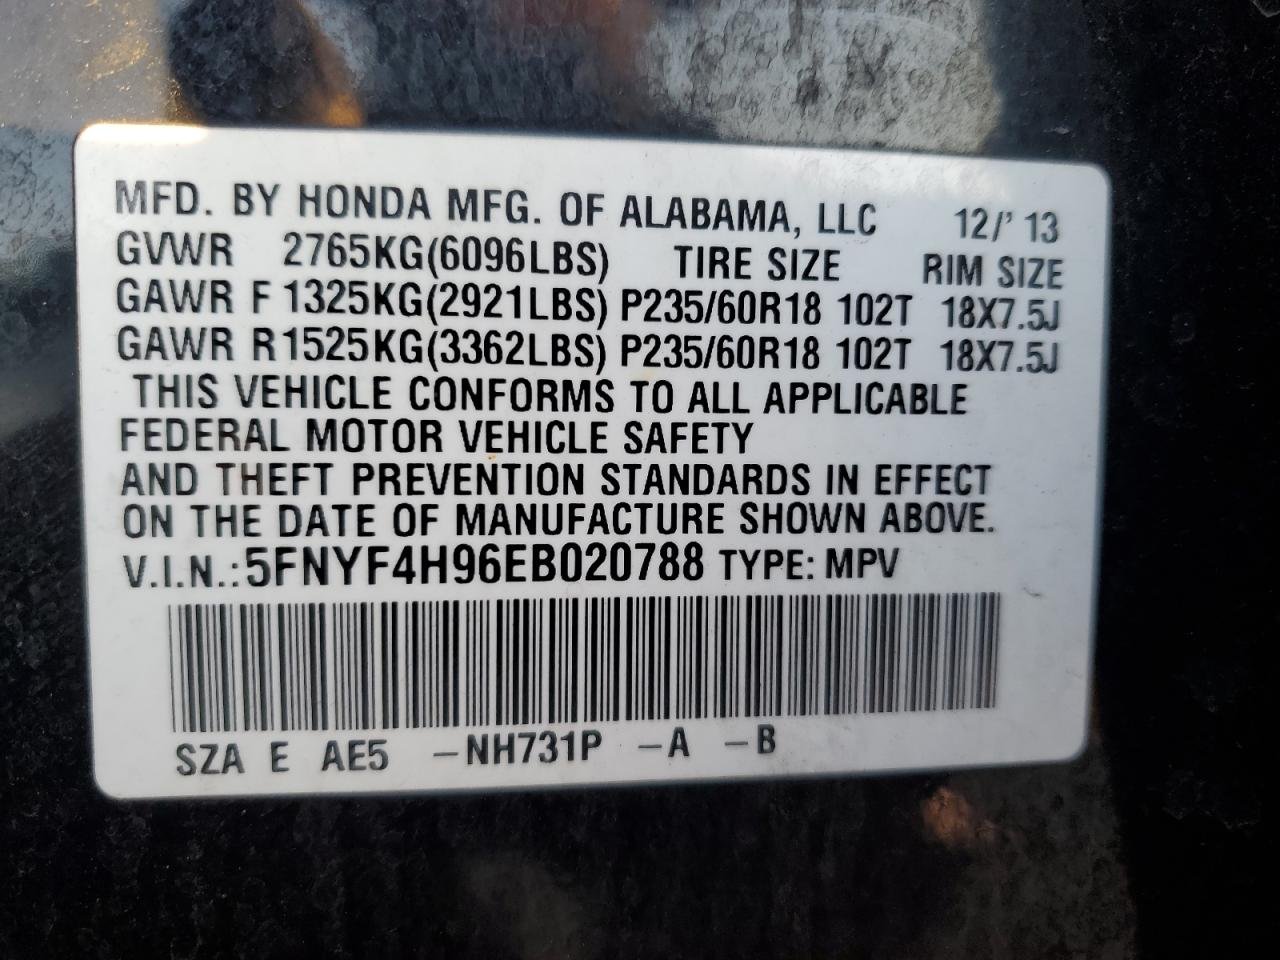 MFD. BY HONDA MFG. OF ALABAMA, LLC 12/' 13
GVWR 2765KG(6096LBS) TIRE SIZE RIM SIZE
GAWR F 1325KG(2921LBS) P235/60R18 102T 18X7.5J
GAWR R 1525KG(3362LBS) P235/60R18 102T 18X7.5J
THIS VEHICLE CONFORMS TO ALL APPLICABLE
FEDERAL MOTOR VEHICLE SAFETY
AND THEFT PREVENTION STANDARDS IN EFFECT
ON THE DATE OF MANUFACTURE SHOWN ABOVE.
V.I.N.: 5FNYF4H96EB020788 TYPE: MPV
SZA E AE5 –NH731P –A –B